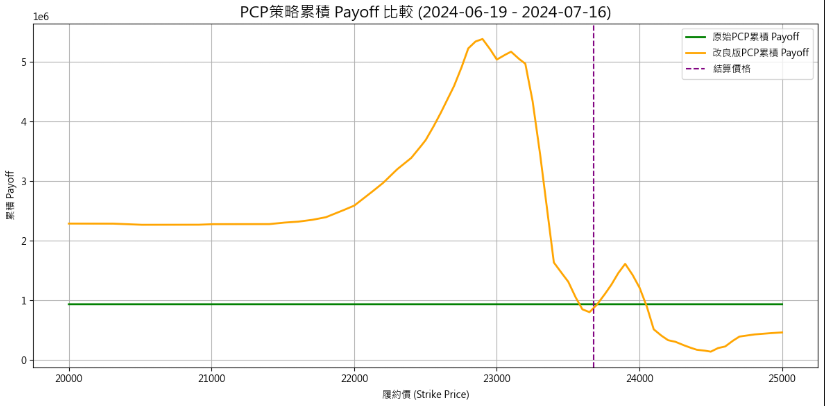 PCP策略累積 Payoff 比較 (2024-06-19 - 2024-07-16)
1e6
原始PCP累積 Payoff
改良版PCP累積 Payoff
結算價格
5
4
3
2
1
0
累積 Payoff
20000 21000 22000 23000 24000 25000
履約價 (Strike Price)